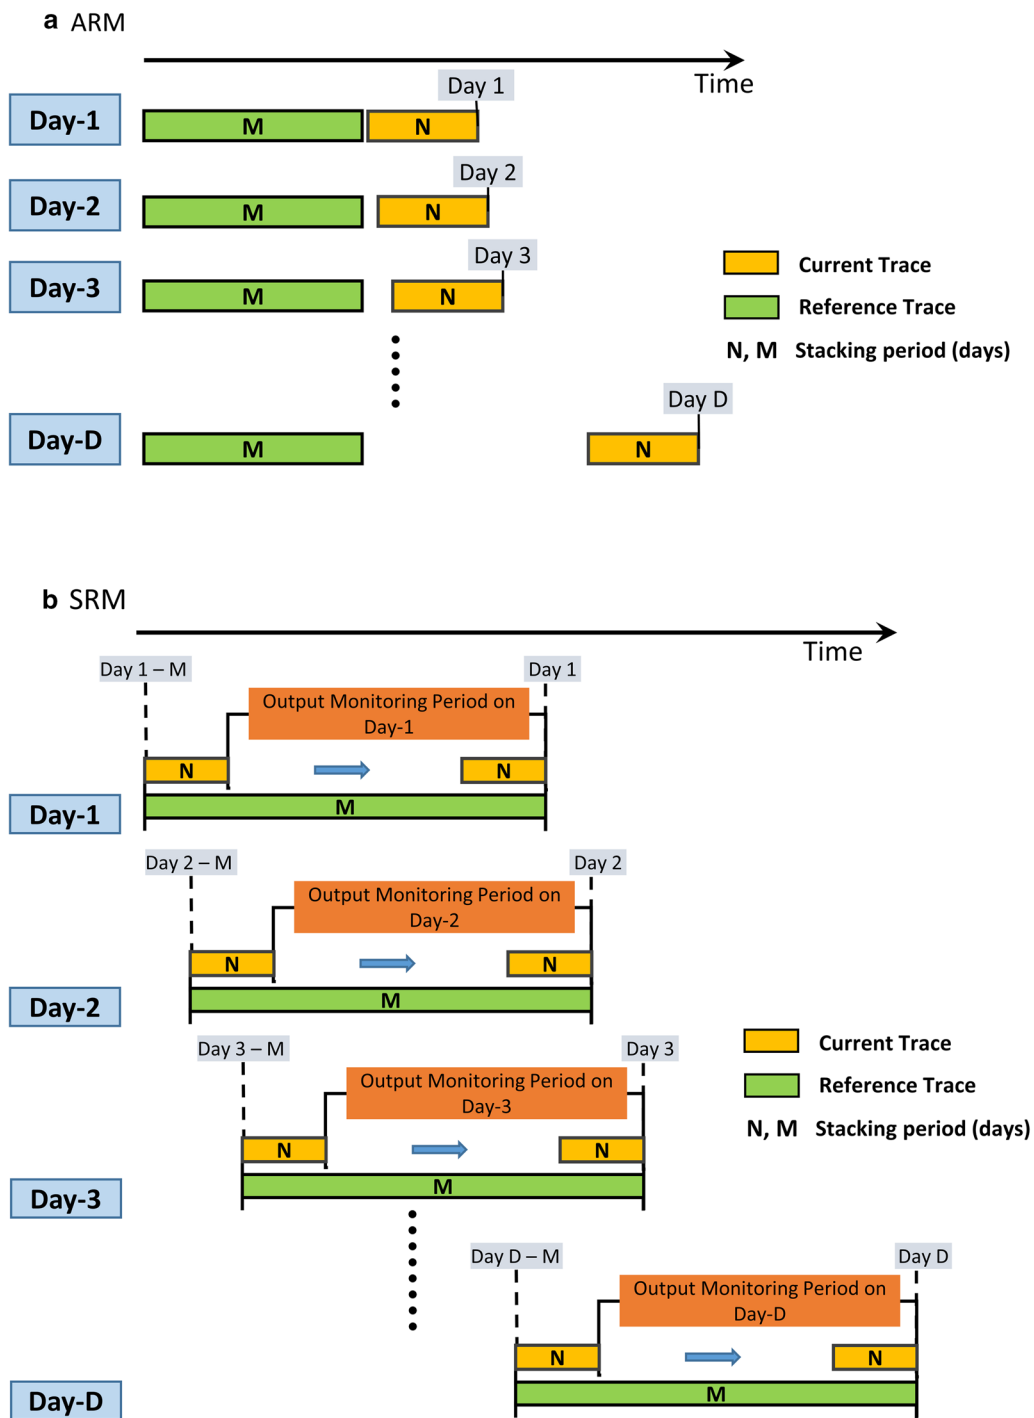 a ARM
Time
Day 1
Day-1
M
N
Day 2
Day-2
M
N
Day 3
Day-3
M
N
Current Trace
Reference Trace
N, M Stacking period (days)
Day D
Day-D
M
N
b SRM
Time
Day 1 – M
Day 1
Output Monitoring Period on
Day-1
N
N
Day-1
M
Day 2 – M
Day 2
Output Monitoring Period on
Day-2
N
N
Day-2
M
Day 3 – M
Day 3
Output Monitoring Period on
Day-3
N
N
Day-3
M
Current Trace
Reference Trace
N, M Stacking period (days)
Day D – M
Day D
Output Monitoring Period on
Day-D
N
N
Day-D
M